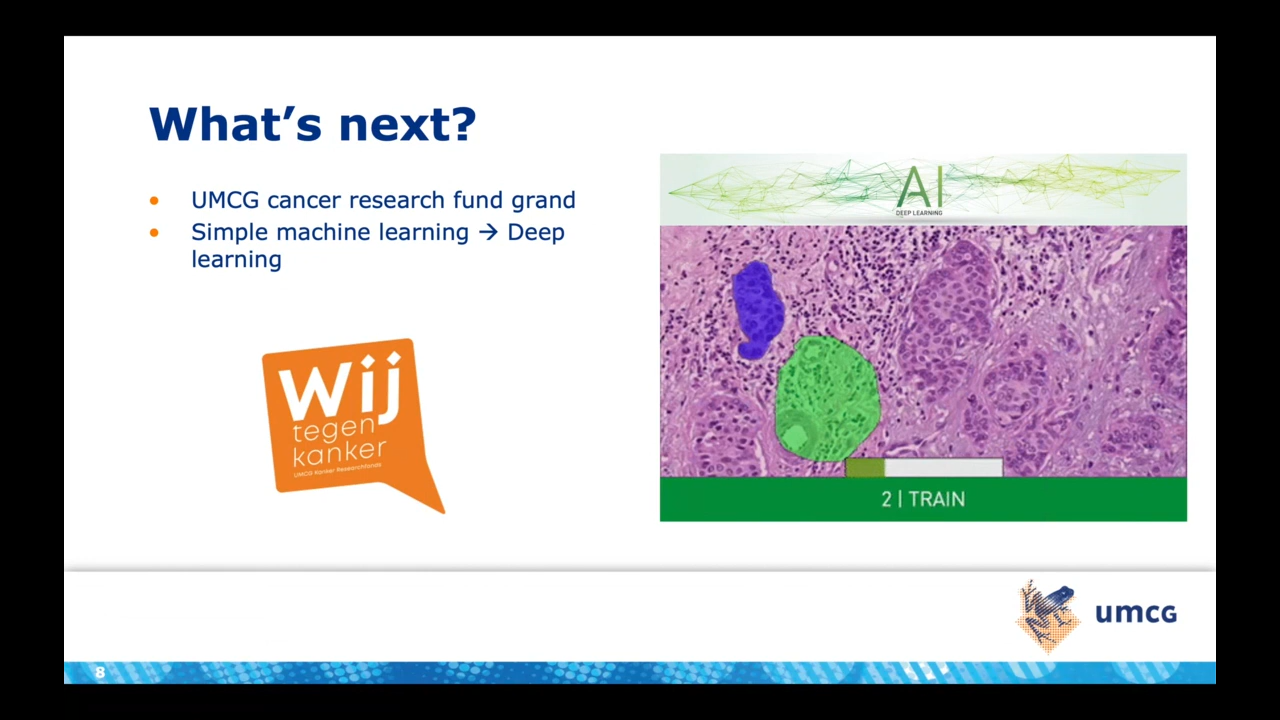 What's next?
• UMCG cancer research fund grand
• Simple machine learning → Deep
learning
Wij
tegen
kanker
UMCG Kanker Researchfonds
AI
DEEP LEARNING
2 | TRAIN
umcg
8